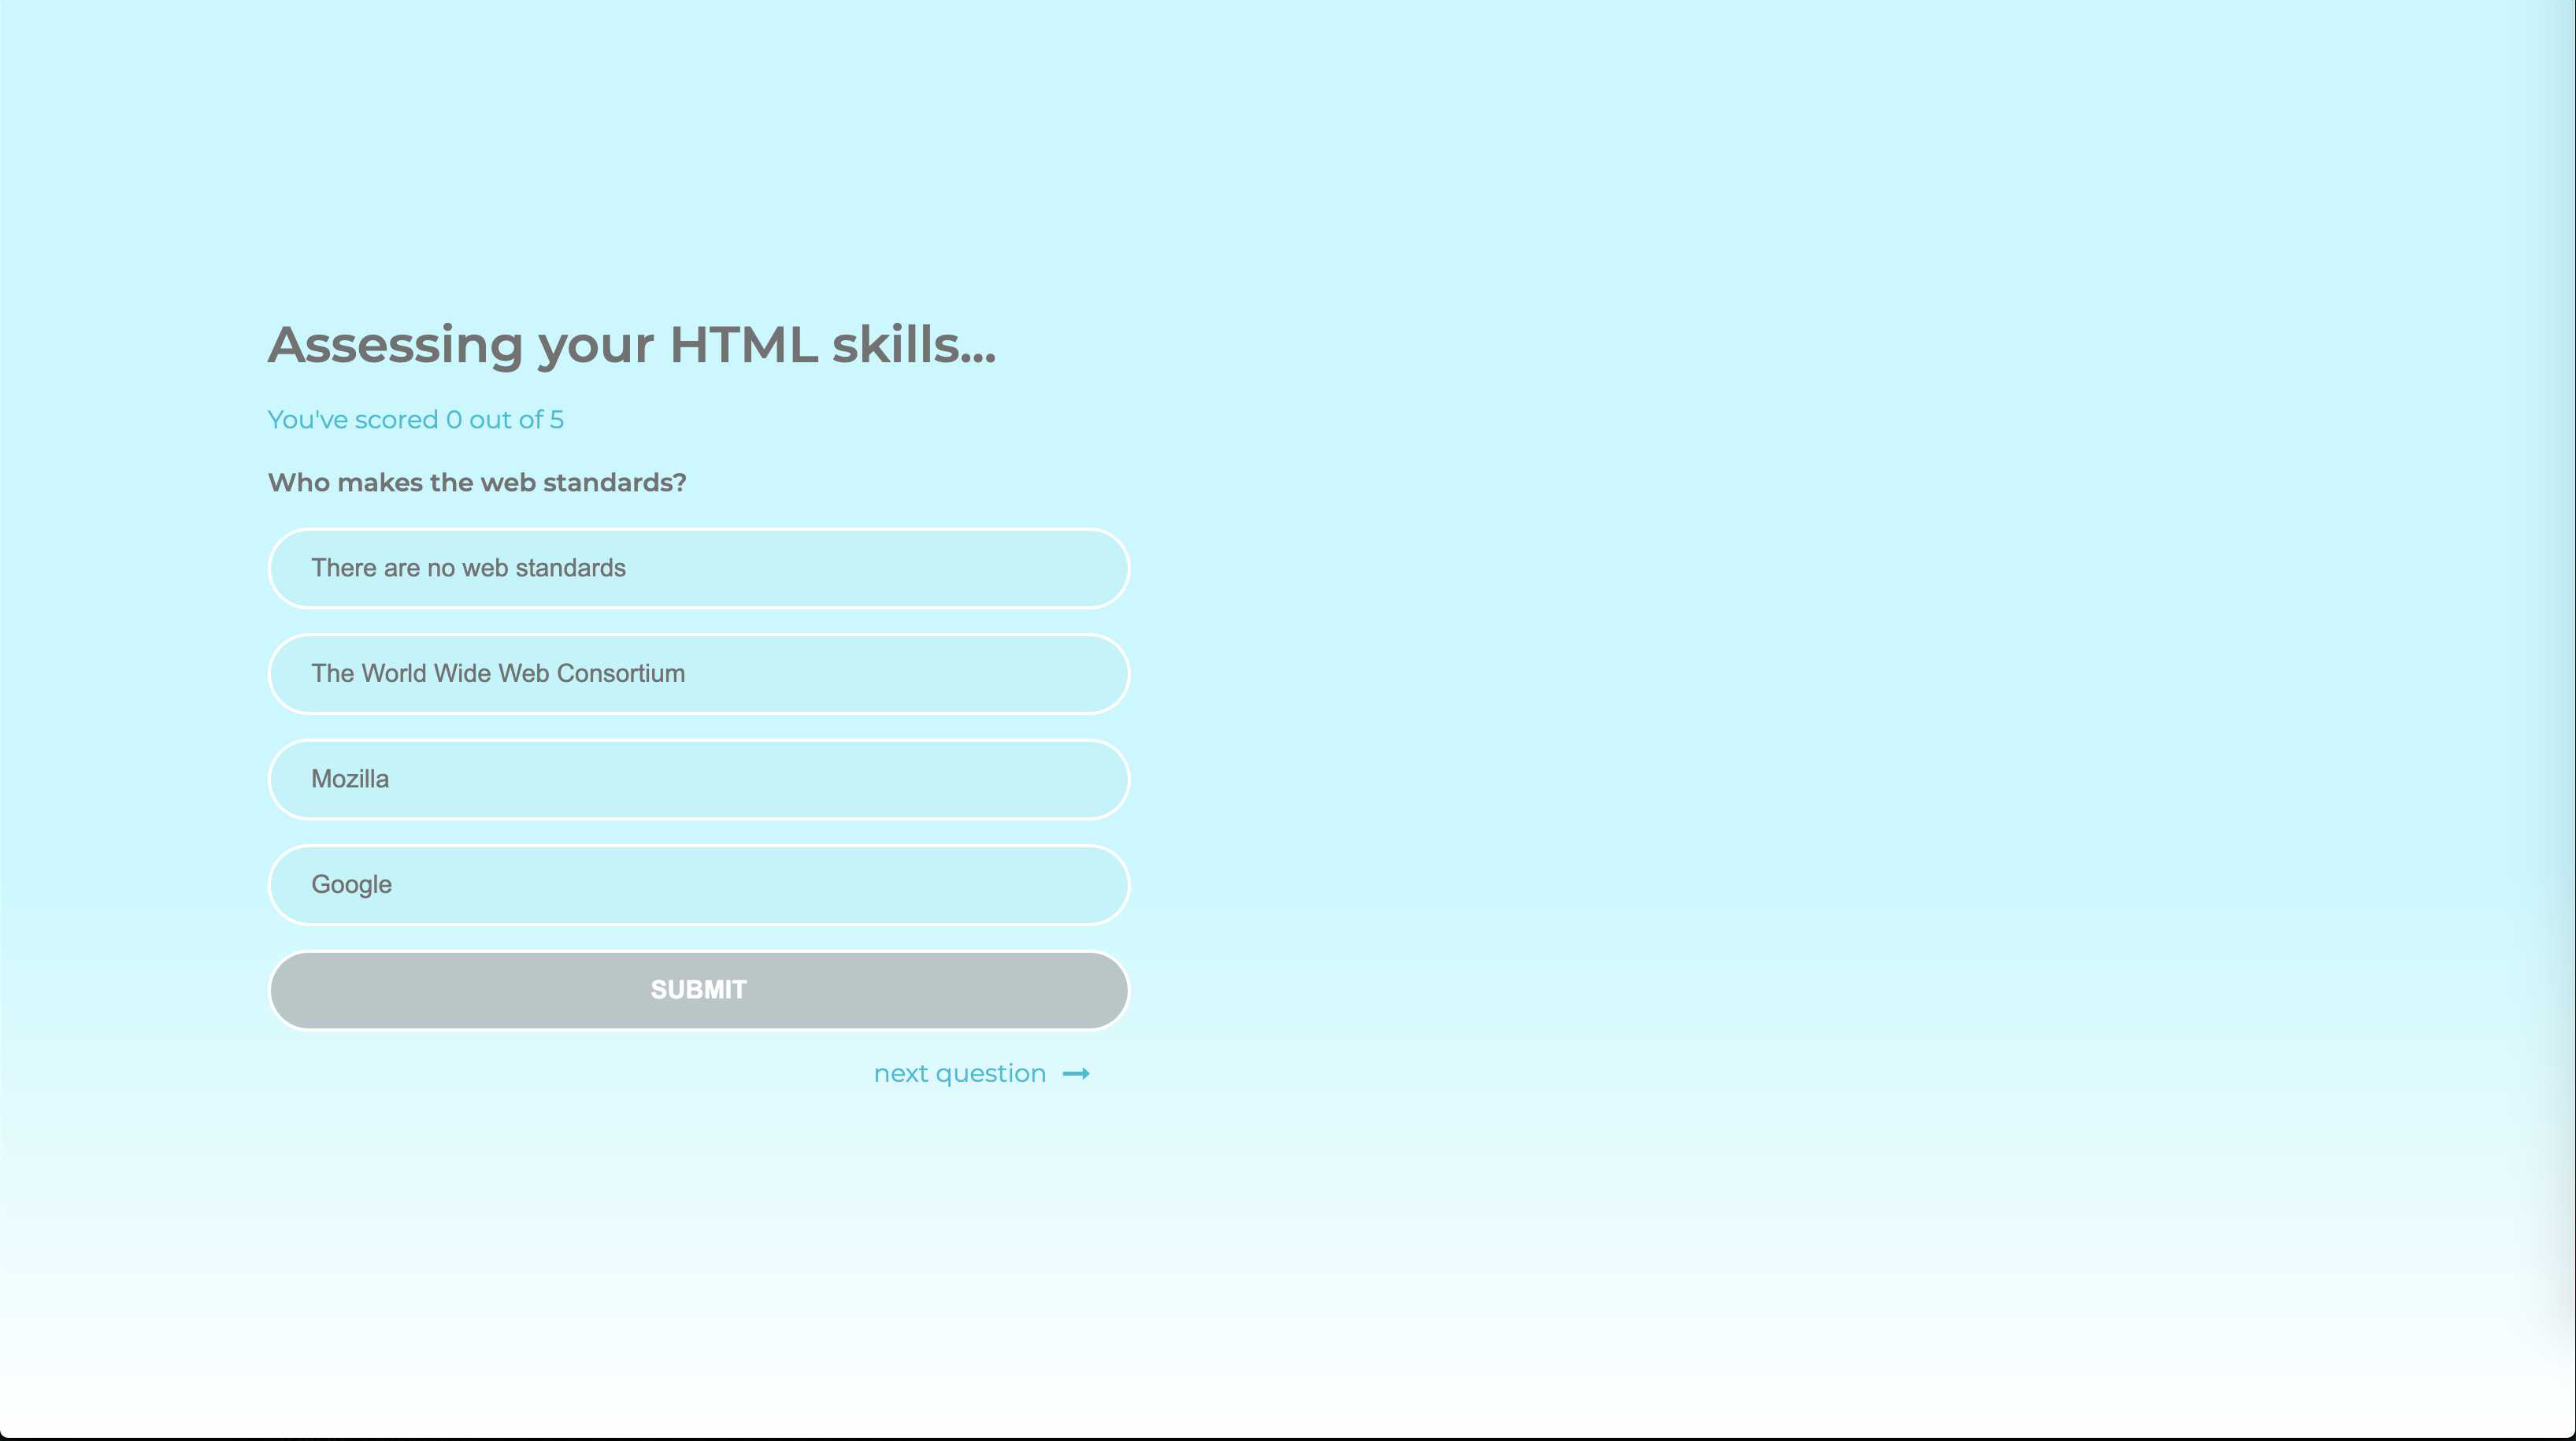 Assessing your HTML skills...
You've scored 0 out of 5
Who makes the web standards?
There are no web standards
The World Wide Web Consortium
Mozilla
Google
SUBMIT
next question